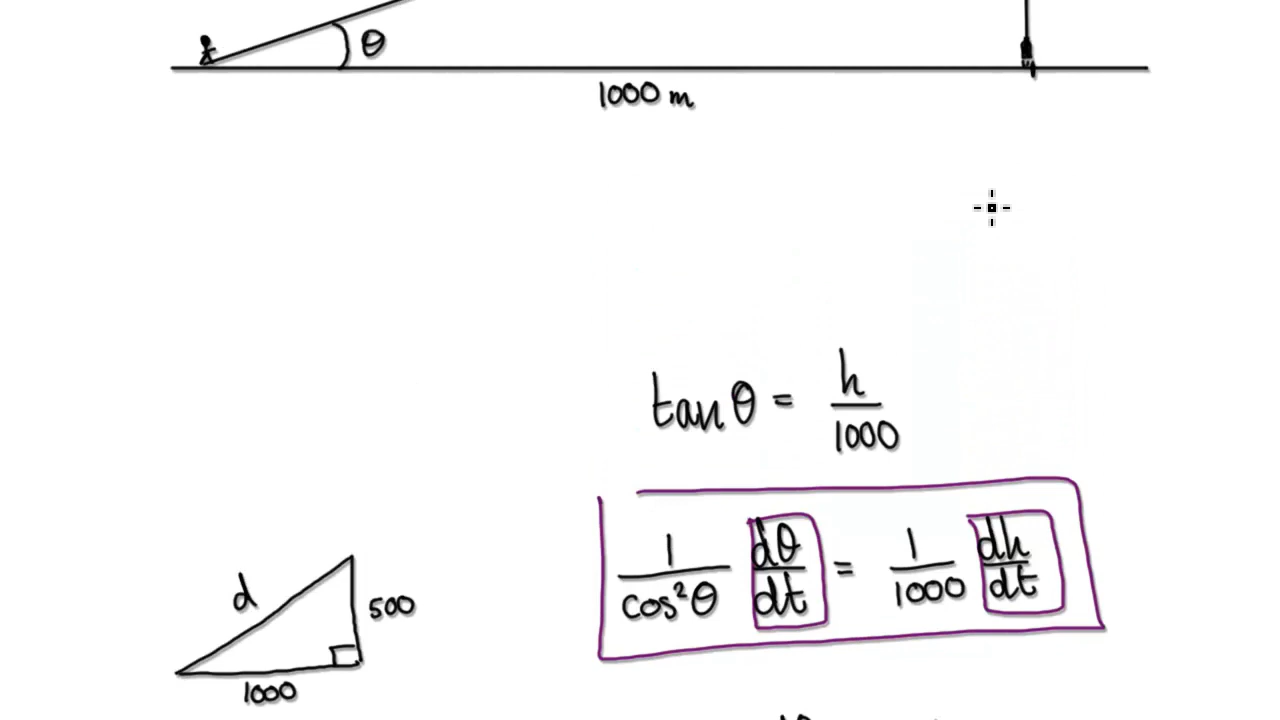 θ
1000 m
tan θ = h/1000
1/cos²θ dθ/dt = 1/1000 dh/dt
d
500
1000